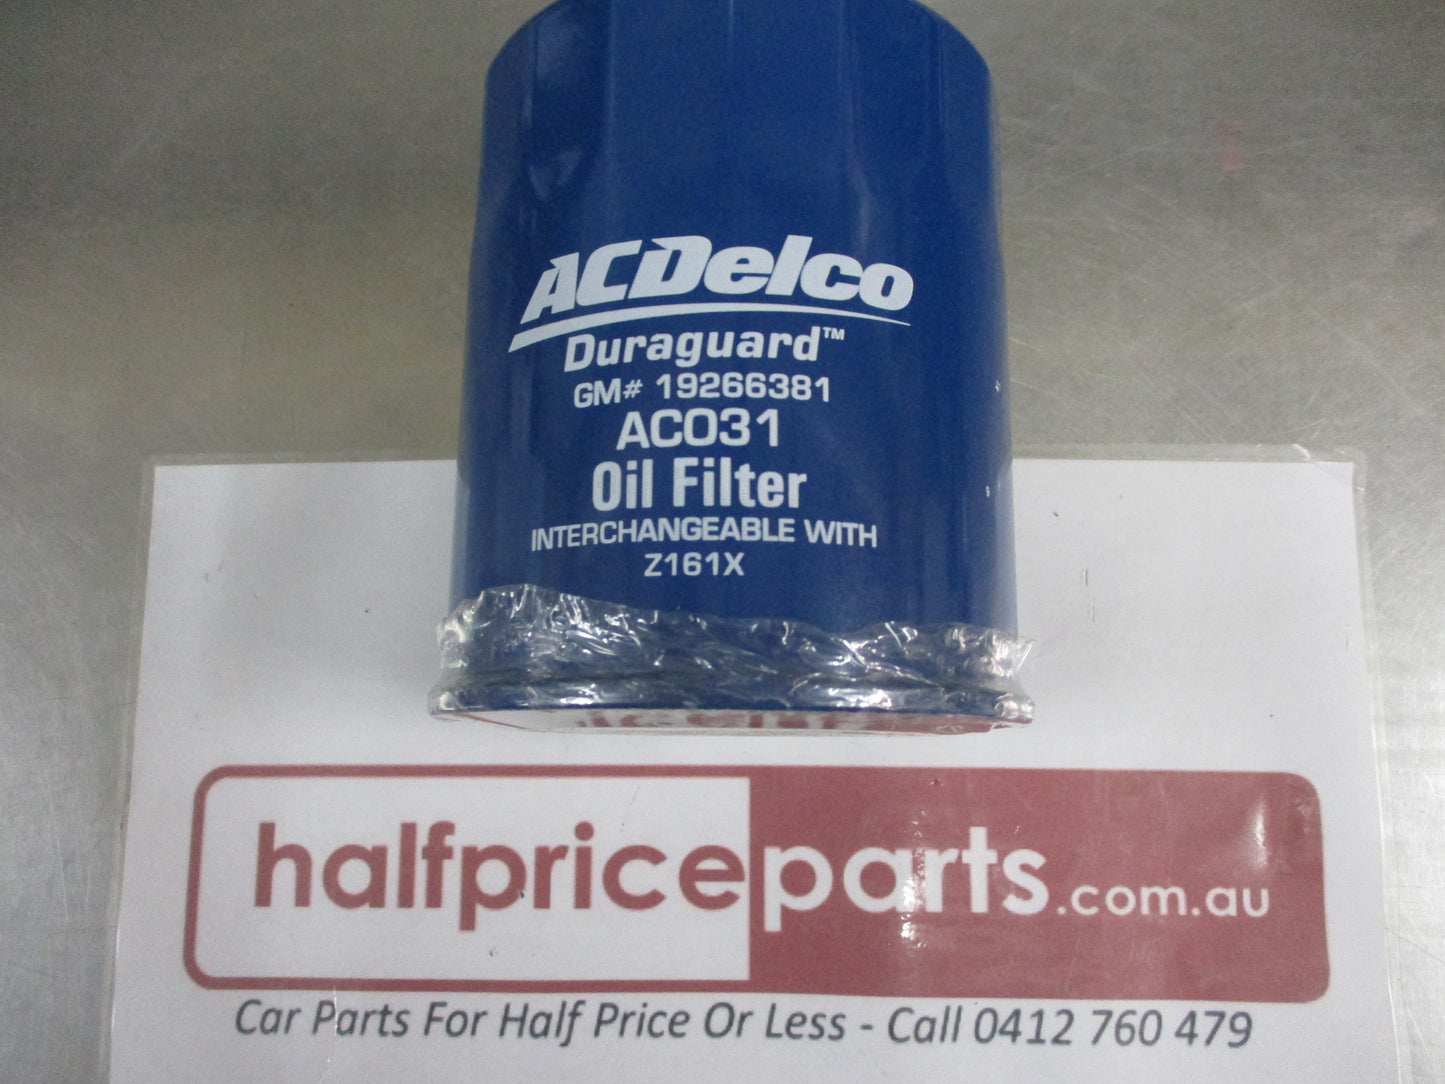 ACDelco
Duraguard™
GM# 19266381
ACO31
Oil Filter
INTERCHANGEABLE WITH
Z161X
halfpriceparts.com.au
Car Parts For Half Price Or Less - Call 0412 760 479